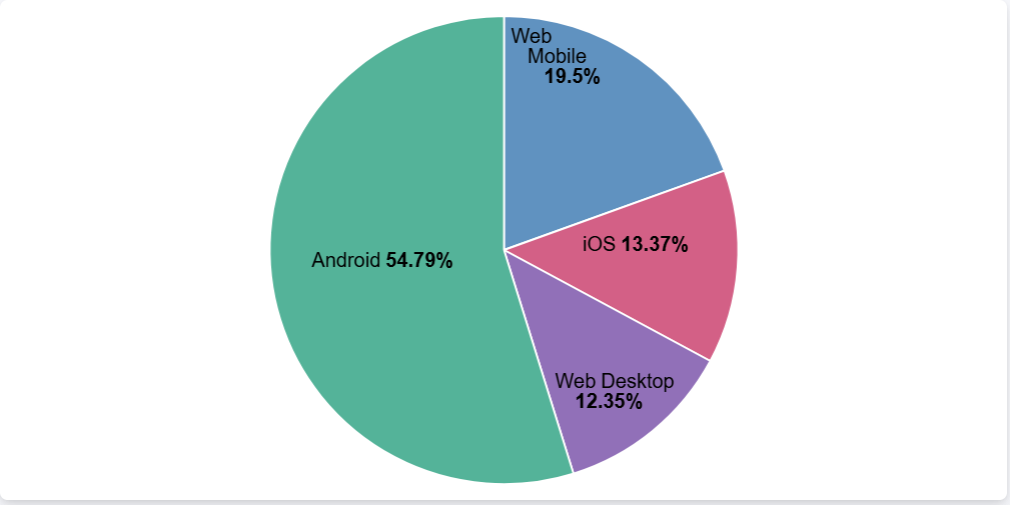 Web
Mobile
19.5%
iOS 13.37%
Android 54.79%
Web Desktop
12.35%